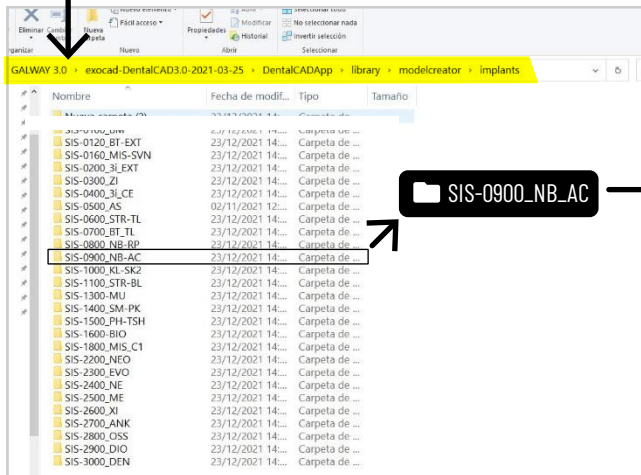 Eliminar
Nueva
Fácil acceso
Propiedades
Modificar
Historial
No seleccionar nada
Invertir selección
Nuevo
Abrir
Seleccionar
GALWAY 3.0 › exocad-DentalCAD3.0-2021-03-25 › DentalCADApp › library › modelcreator › implants
Nombre Fecha de modif... Tipo Tamaño
SIS-0120_BT-EXT 23/12/2021 14:... Carpeta de ...
SIS-0160_MIS-SVN 23/12/2021 14:... Carpeta de ...
SIS-0200_3i_EXT 23/12/2021 14:... Carpeta de ...
SIS-0300_ZI 23/12/2021 14:... Carpeta de ...
SIS-0400_3i_CE 23/12/2021 14:... Carpeta de ...
SIS-0500_AS 02/11/2021 12:... Carpeta de ...
SIS-0600_STR-TL 23/12/2021 14:... Carpeta de ...
SIS-0700_BT_TL 23/12/2021 14:... Carpeta de ...
SIS-0800_NB-RP 23/12/2021 14:... Carpeta de ...
SIS-0900_NB-AC 23/12/2021 14:... Carpeta de ...
SIS-0900_NB_AC
SIS-1000_KL-SK2 23/12/2021 14:... Carpeta de ...
SIS-1100_STR-BL 23/12/2021 14:... Carpeta de ...
SIS-1300-MU 23/12/2021 14:... Carpeta de ...
SIS-1400_SM-PK 23/12/2021 14:... Carpeta de ...
SIS-1500_PH-TSH 23/12/2021 14:... Carpeta de ...
SIS-1600-BIO 23/12/2021 14:... Carpeta de ...
SIS-1800_MIS_C1 23/12/2021 14:... Carpeta de ...
SIS-2200_NEO 23/12/2021 14:... Carpeta de ...
SIS-2300_EVO 23/12/2021 14:... Carpeta de ...
SIS-2400_NE 23/12/2021 14:... Carpeta de ...
SIS-2500_ME 23/12/2021 14:... Carpeta de ...
SIS-2600_XI 23/12/2021 14:... Carpeta de ...
SIS-2700_ANK 23/12/2021 14:... Carpeta de ...
SIS-2800_OSS 23/12/2021 14:... Carpeta de ...
SIS-2900_DIO 23/12/2021 14:... Carpeta de ...
SIS-3000_DEN 23/12/2021 14:... Carpeta de ...